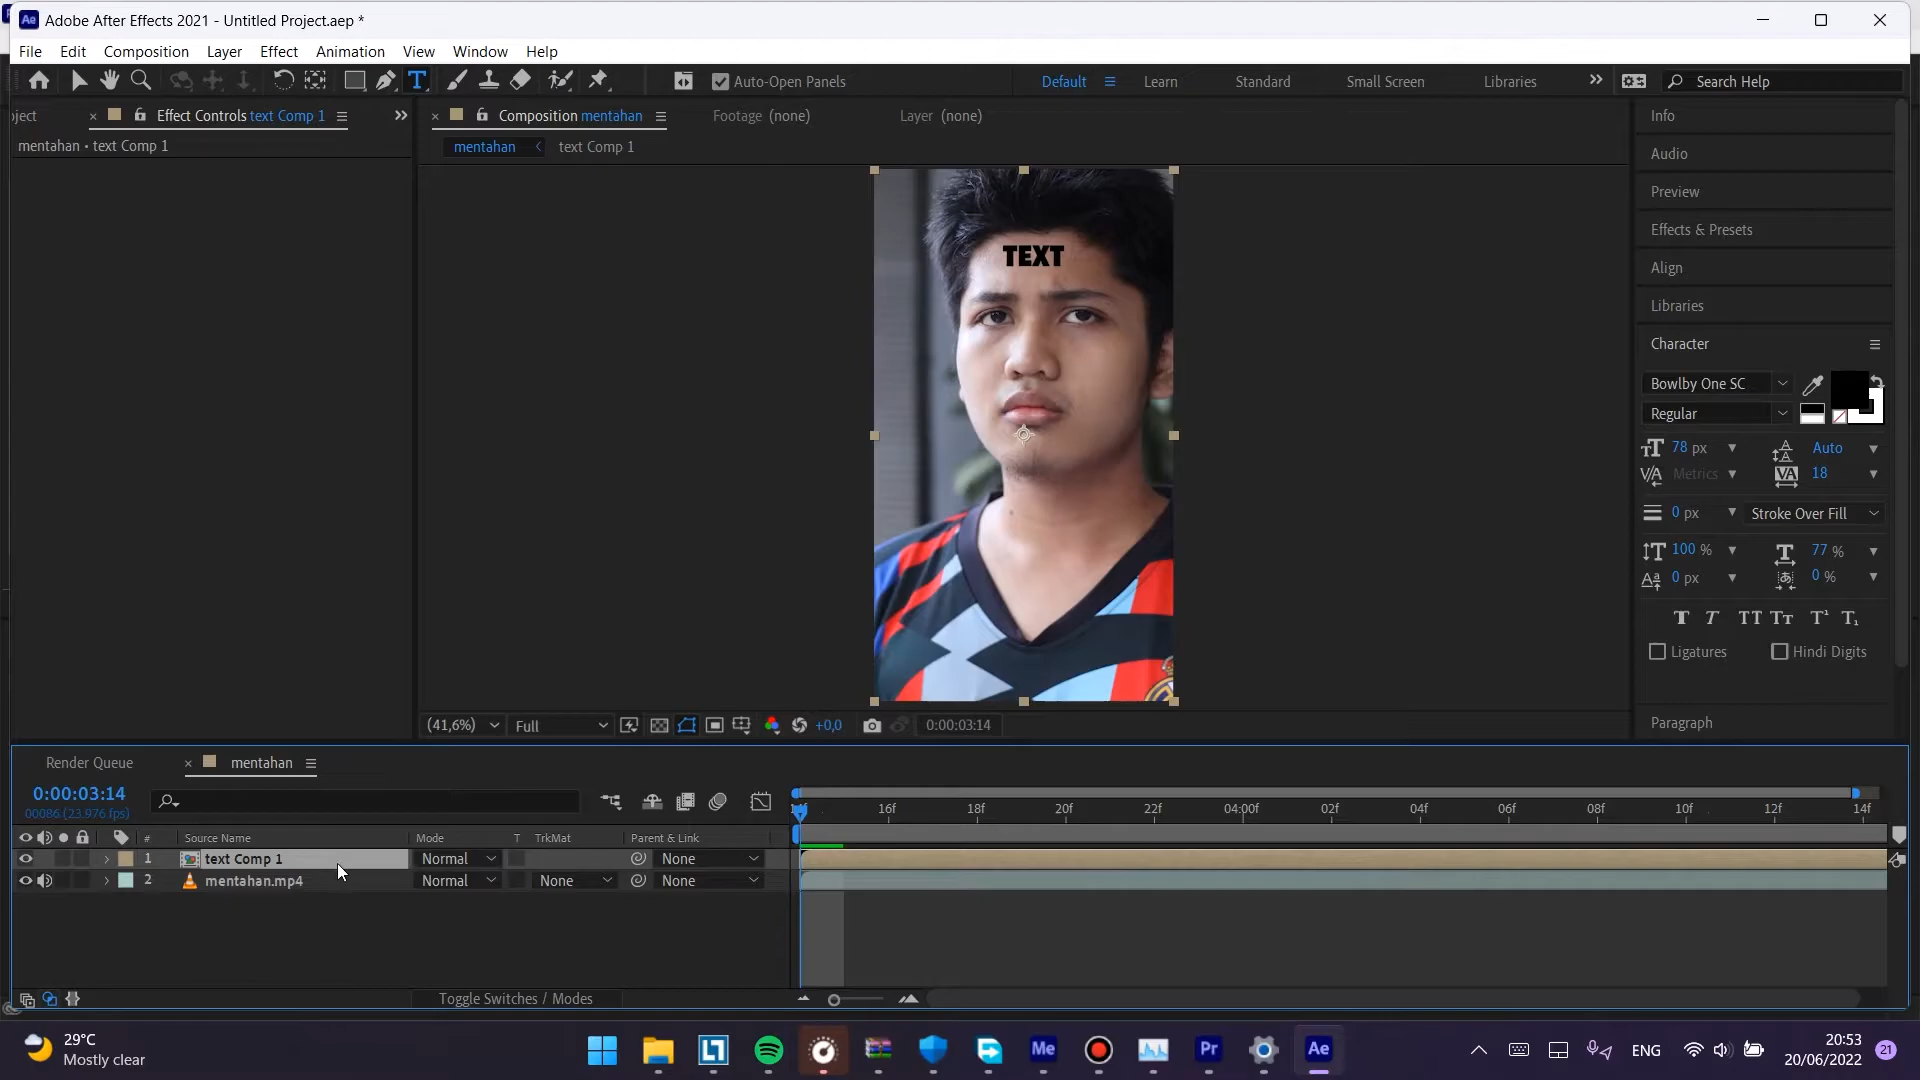 Adobe After Effects 2021 - Untitled Project.aep *
File Edit Composition Layer Effect Animation View Window Help
Auto-Open Panels
Default Learn Standard Small Screen Libraries Search Help
ject Effect Controls text Comp 1
mentahan • text Comp 1
Composition mentahan Footage (none) Layer (none)
mentahan text Comp 1
TEXT
(41,6%) Full +0,0 0:00:03:14
Info
Audio
Preview
Effects & Presets
Align
Libraries
Character
Bowlby One SC
Regular
78 px Auto
Metrics 18
0 px Stroke Over Fill
100 % 77 %
0 px 0 %
Ligatures Hindi Digits
Paragraph
Render Queue mentahan
0:00:03:14
00086 (23.976 fps)
14f 16f 18f 20f 22f 04:00f 02f 04f 06f 08f 10f 12f 14f
# Source Name Mode T TrkMat Parent & Link
1 text Comp 1 Normal None
2 mentahan.mp4 Normal None None
Toggle Switches / Modes
29°C
Mostly clear
Me Pr Ae
ENG
20:53
20/06/2022
21